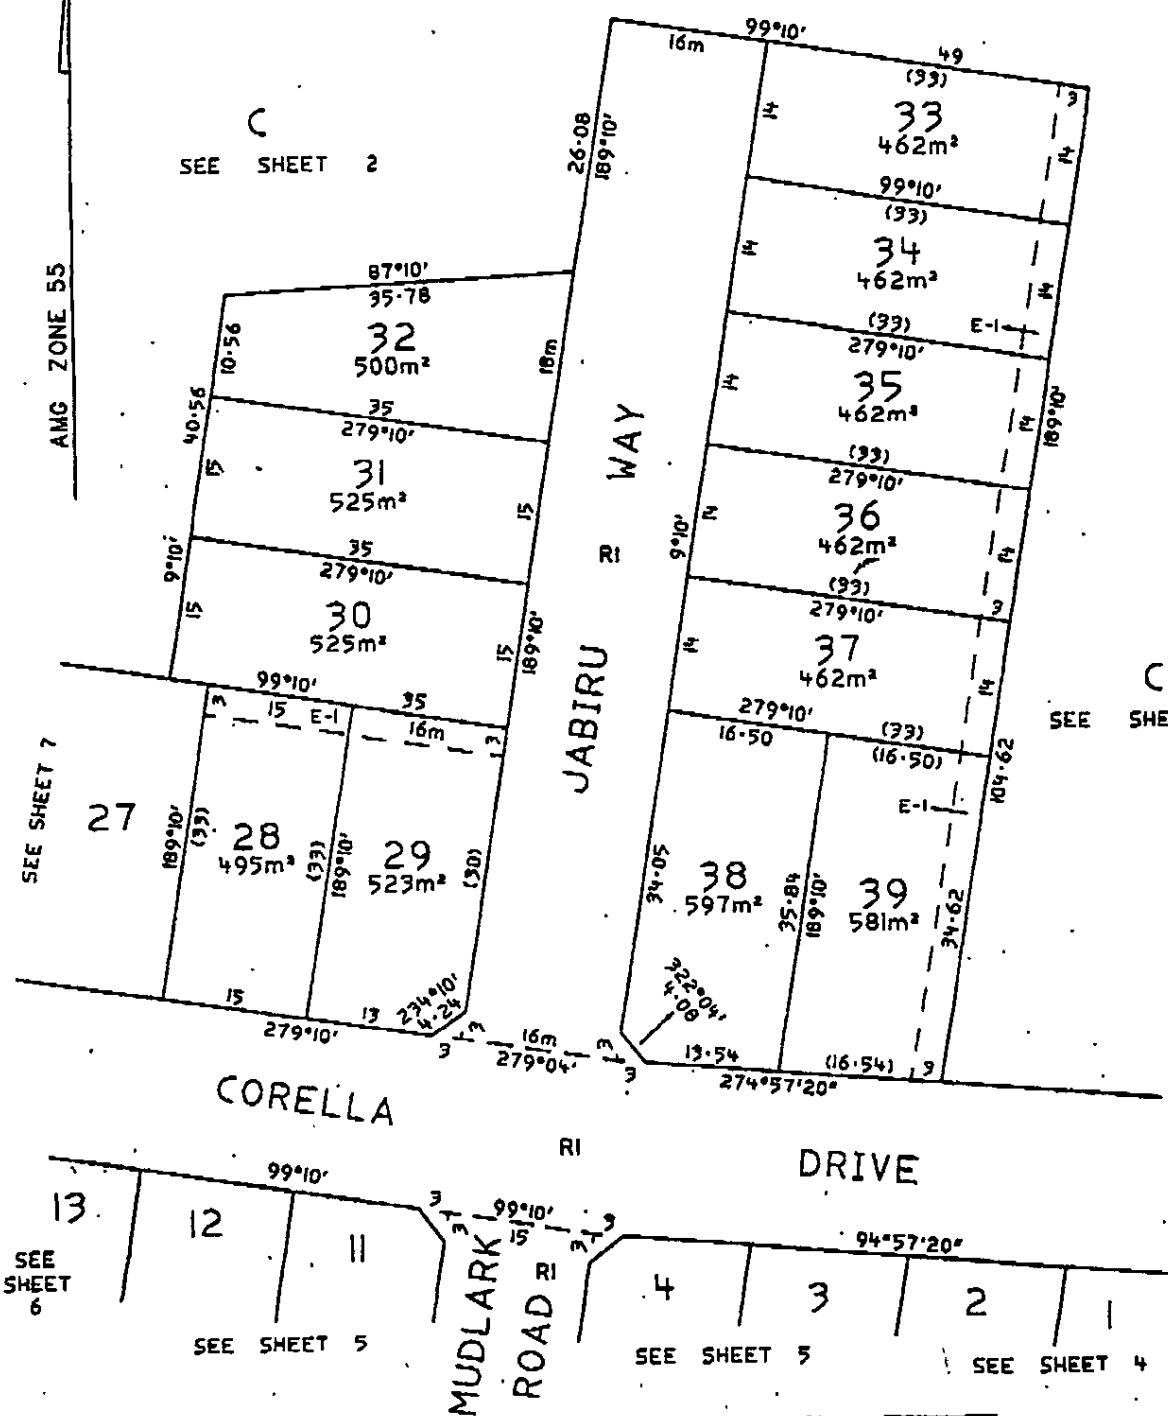 99°10'
16m
49
(33)
3
14
33
462m²
14
26·08
189°10'
C
SEE SHEET 2
99°10'
(33)
14
34
462m²
14
E-1
87°10'
35·78
10·56
32
500m²
18m
(33)
279°10'
14
35
462m²
14
189°10'
AMG ZONE 55
40·56
35
279°10'
15
31
525m²
15
WAY
(33)
279°10'
14
36
462m²
14
9°10'
R1
9°10'
35
279°10'
15
30
525m²
15
189°10'
(33)
279°10'
3
14
37
462m²
14
JABIRU
C
SEE SHE
99°10'
35
3
15
E-1
16m
3
279°10'
16·50
(33)
(16·50)
104·62
E-1
SEE SHEET 7
27
189°10'
(33)
28
495m²
(33)
189°10'
29
523m²
(30)
34·05
38
597m²
35·84
189°10'
39
581m²
34·62
15
279°10'
13
234°10'
4·24
3
3
16m
279°04'
3
3
322°04'
4·08
13·54
(16·54)
3
274°57'20"
CORELLA
R1
DRIVE
99°10'
13
12
11
SEE
SHEET
6
SEE SHEET 5
3
3
99°10'
15
3
3
R1
MUDLARK
ROAD
94°57'20"
4
3
2
1
SEE SHEET 5
SEE SHEET 4